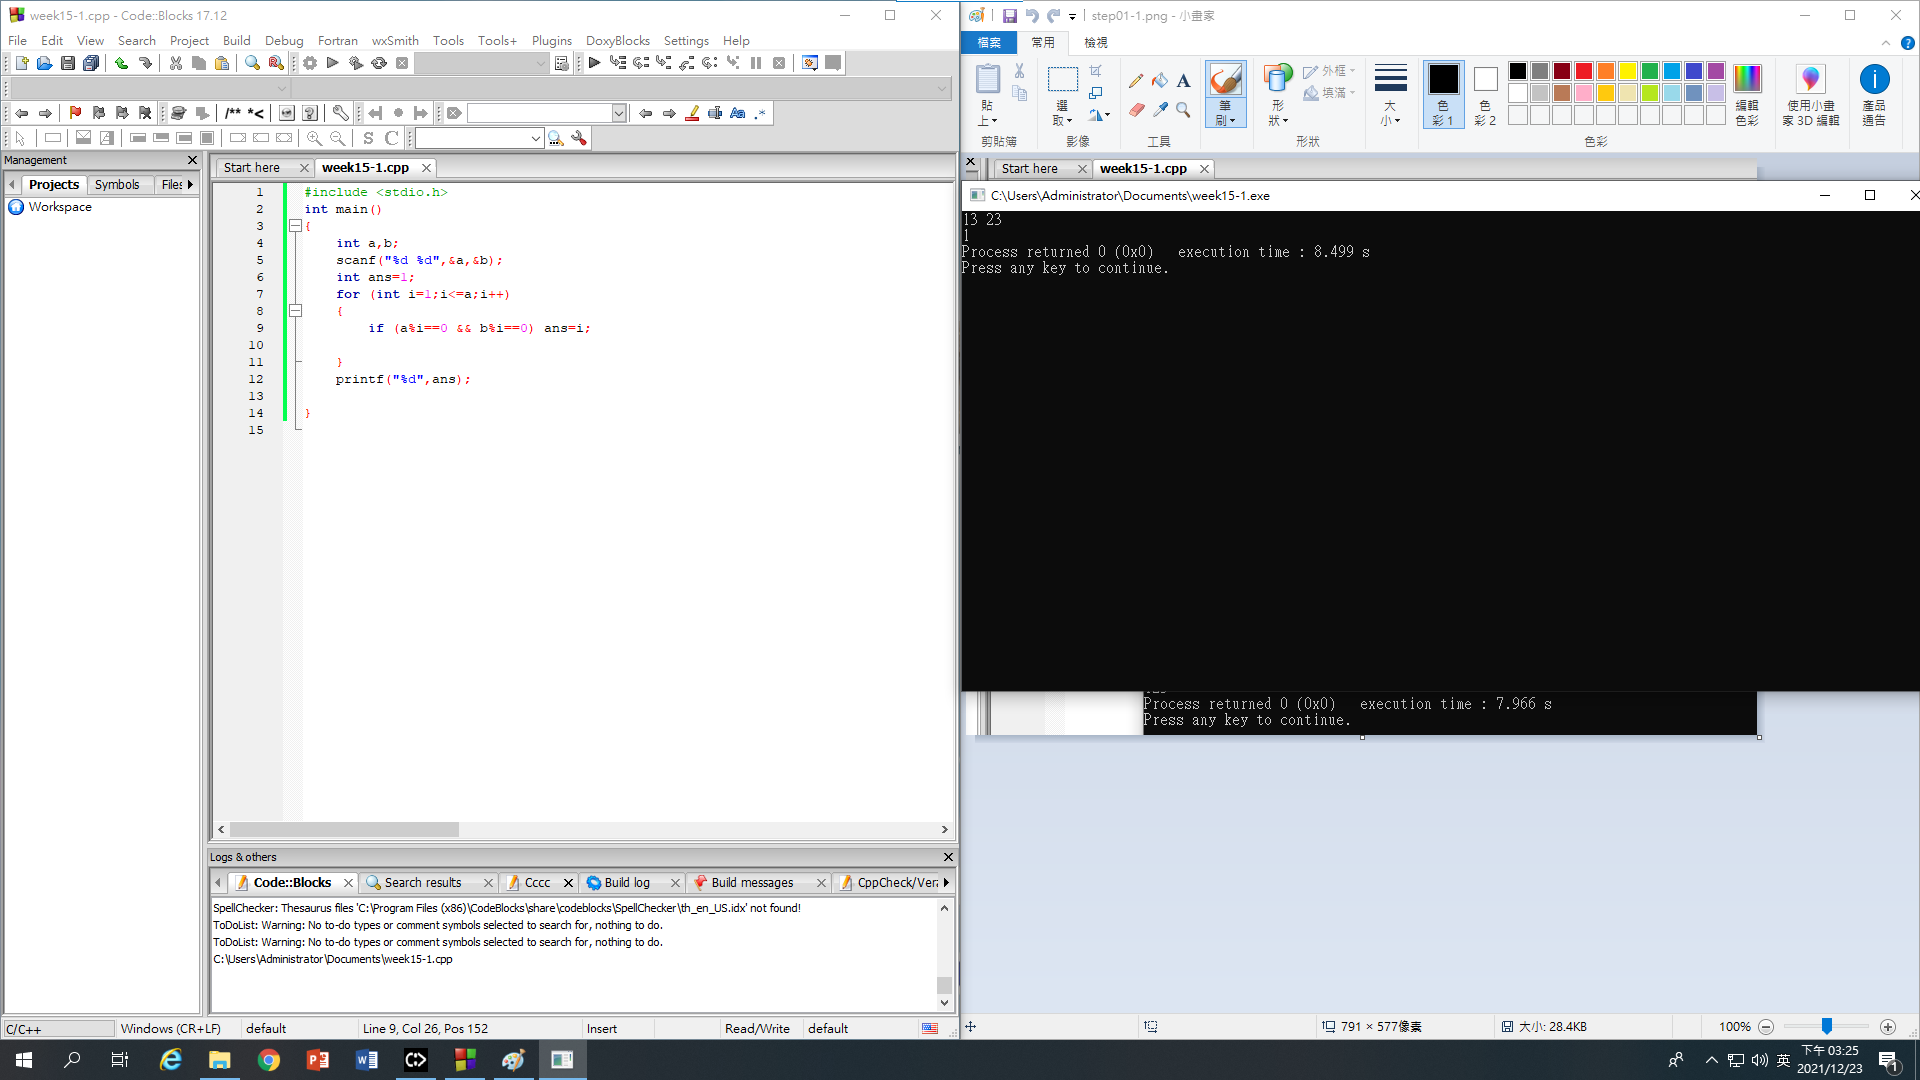 week15-1.cpp - Code::Blocks 17.12
File Edit View Search Project Build Debug Fortran wxSmith Tools Tools+ Plugins DoxyBlocks Settings Help
/** *<
S C
Management
Projects Symbols Files
Workspace
Start here week15-1.cpp
1 #include <stdio.h>
2 int main()
3 {
4 int a,b;
5 scanf("%d %d",&a,&b);
6 int ans=1;
7 for (int i=1;i<=a;i++)
8 {
9 if (a%i==0 && b%i==0) ans=i;
10
11 }
12 printf("%d",ans);
13
14 }
15
Logs & others
Code::Blocks Search results Cccc Build log Build messages CppCheck/Vera
SpellChecker: Thesaurus files 'C:\Program Files (x86)\CodeBlocks\share\codeblocks\SpellChecker\th_en_US.idx' not found!
ToDoList: Warning: No to-do types or comment symbols selected to search for, nothing to do.
ToDoList: Warning: No to-do types or comment symbols selected to search for, nothing to do.
C:\Users\Administrator\Documents\week15-1.cpp
C/C++ Windows (CR+LF) default Line 9, Col 26, Pos 152 Insert Read/Write default
step01-1.png - 小畫家
檔案 常用 檢視
貼上 選取 筆刷 形狀 外框 填滿 大小 色彩 1 色彩 2 編輯色彩 使用小畫家 3D 編輯 產品通告
剪貼簿 影像 工具 形狀 色彩
Start here week15-1.cpp
C:\Users\Administrator\Documents\week15-1.exe
13 23
1
Process returned 0 (0x0) execution time : 8.499 s
Press any key to continue.
Process returned 0 (0x0) execution time : 7.966 s
Press any key to continue.
791 × 577像素 大小: 28.4KB 100%
英 下午 03:25
2021/12/23
1